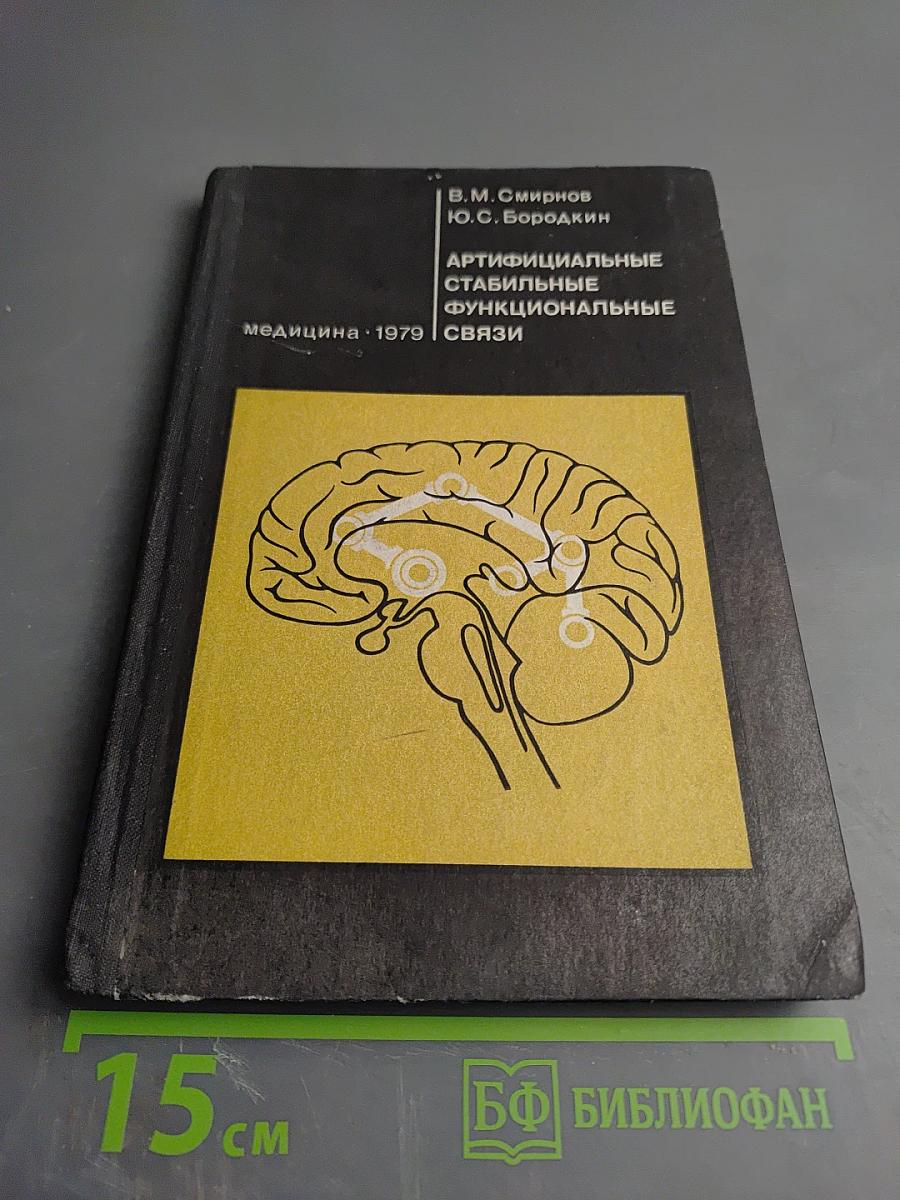 В.М.Смирнов
Ю.С.Бородкин
АРТИФИЦИАЛЬНЫЕ
СТАБИЛЬНЫЕ
ФУНКЦИОНАЛЬНЫЕ
СВЯЗИ
медицина · 1979
15 см
БФ БИБЛИОФАН